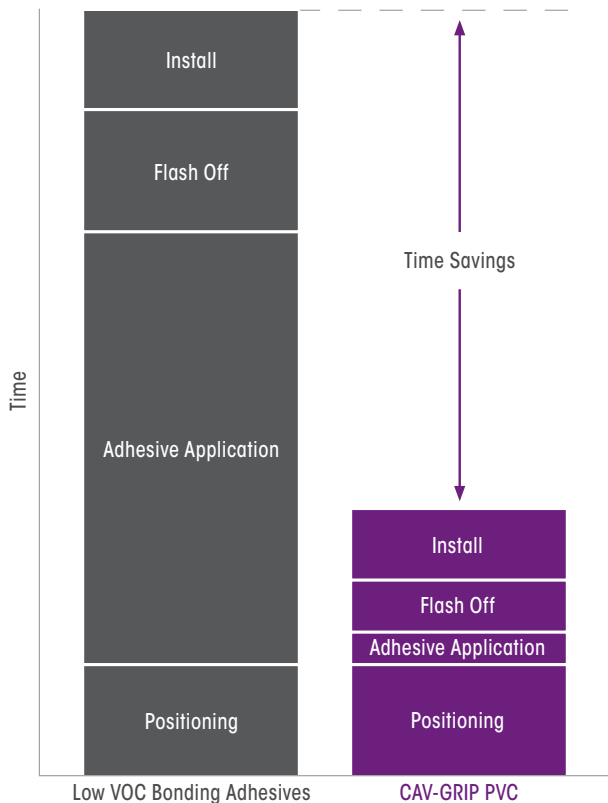 Install
Flash Off
Adhesive Application
Positioning
Low VOC Bonding Adhesives
Time
Time Savings
Install
Flash Off
Adhesive Application
Positioning
CAV-GRIP PVC